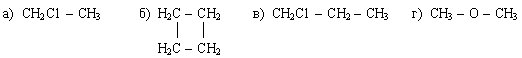 а) CH₂Cl – CH₃ б) H₂C – CH₂ в) CH₂Cl – CH₂ – CH₃ г) CH₃ – O – CH₃
| |
H₂C – CH₂